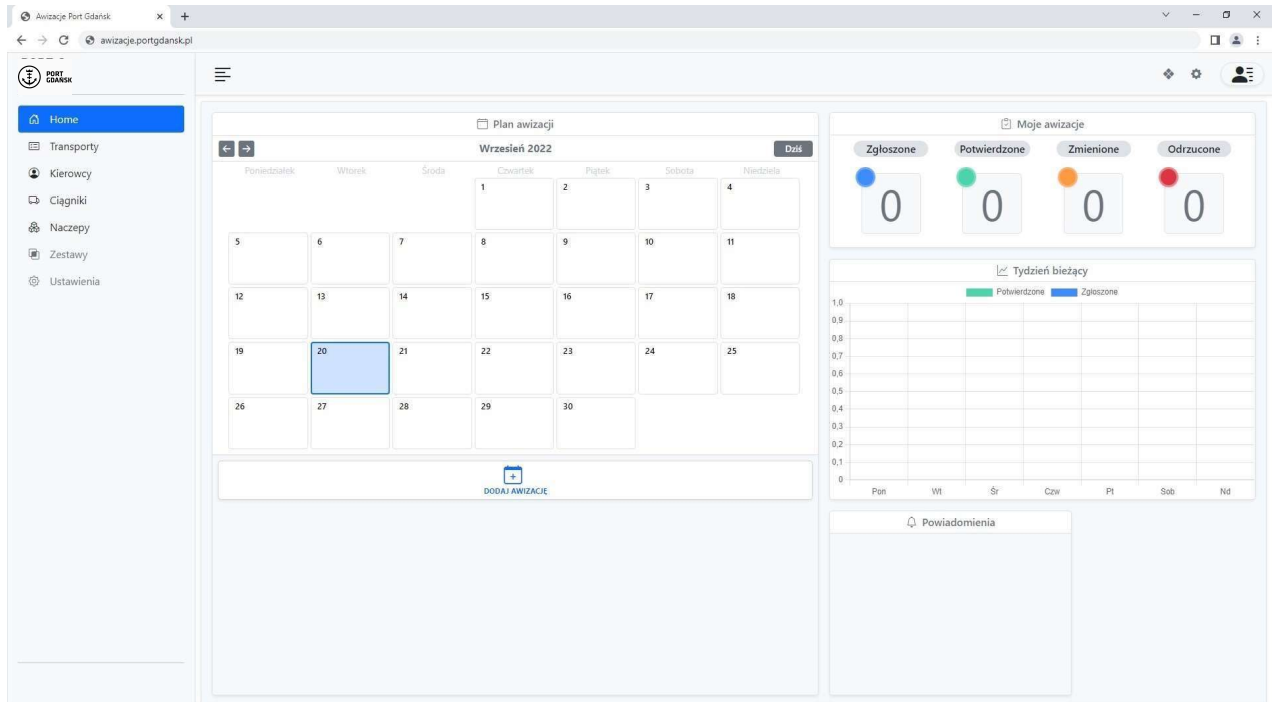 Awizacje Port Gdańsk
awizacje.portgdansk.pl
PORT
GDAŃSK
Home
Transporty
Kierowcy
Ciągniki
Naczepy
Zestawy
Ustawienia
Plan awizacji
Wrzesień 2022
Dziś
Poniedziałek Wtorek Środa Czwartek Piątek Sobota Niedziela
1 2 3 4
5 6 7 8 9 10 11
12 13 14 15 16 17 18
19 20 21 22 23 24 25
26 27 28 29 30
DODAJ AWIZACJĘ
Moje awizacje
Zgłoszone Potwierdzone Zmienione Odrzucone
0 0 0 0
Tydzień bieżący
Potwierdzone Zgłoszone
1,0
0,9
0,8
0,7
0,6
0,5
0,4
0,3
0,2
0,1
0
Pon Wt Śr Czw Pt Sob Nd
Powiadomienia